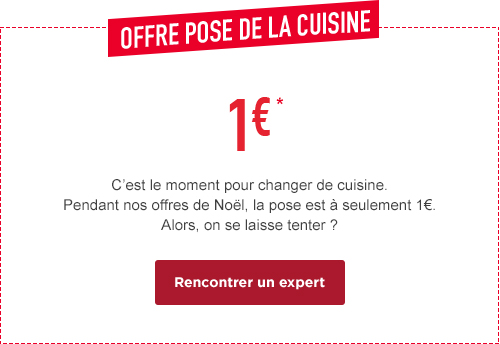 OFFRE POSE DE LA CUISINE
1€*
C'est le moment pour changer de cuisine.
Pendant nos offres de Noël, la pose est à seulement 1€.
Alors, on se laisse tenter ?
Rencontrer un expert